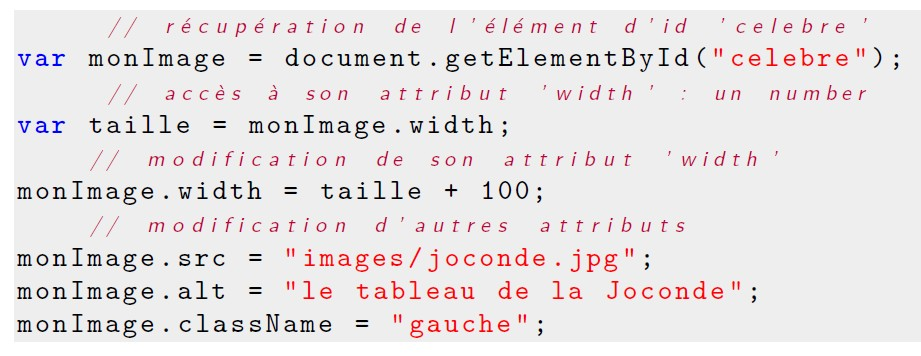 // récupération de l'élément d'id 'celebre'
var monImage = document.getElementById("celebre");
// accès à son attribut 'width' : un number
var taille = monImage.width;
// modification de son attribut 'width'
monImage.width = taille + 100;
// modification d'autres attributs
monImage.src = "images/joconde.jpg";
monImage.alt = "le tableau de la Joconde";
monImage.className = "gauche";